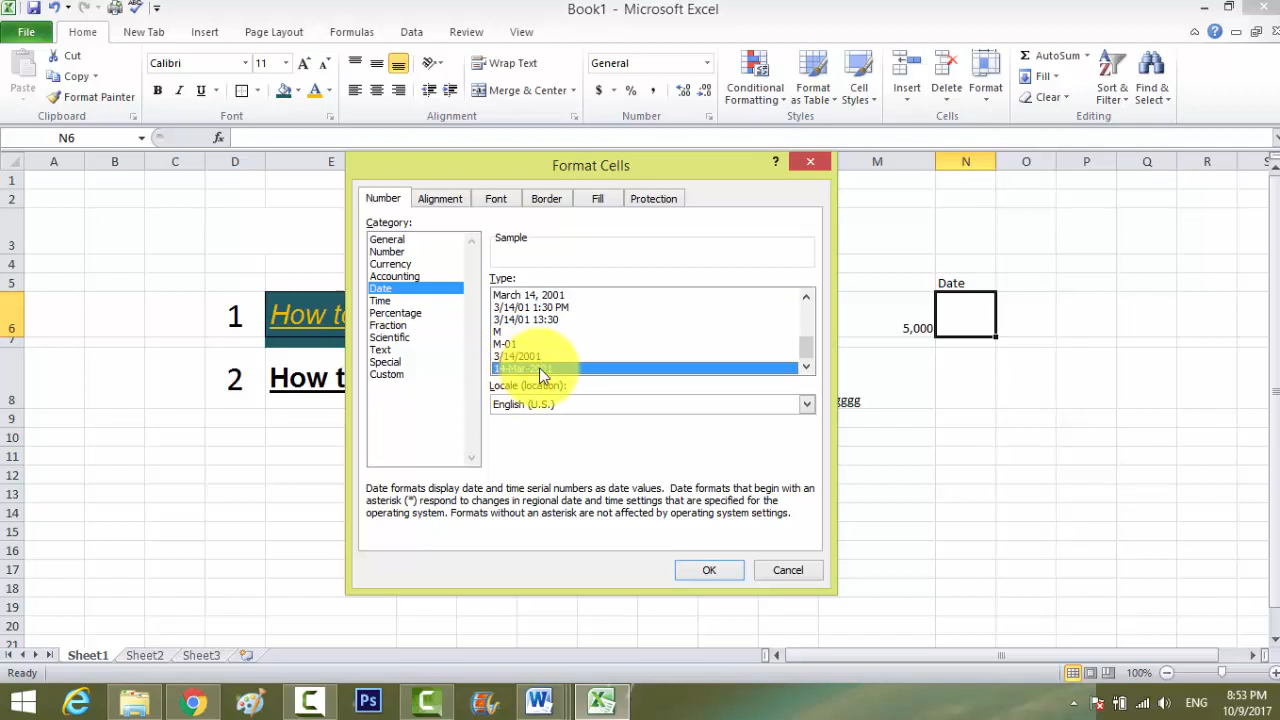 Book1 - Microsoft Excel
File Home New Tab Insert Page Layout Formulas Data Review View
Cut
Copy
Format Painter
Paste
Clipboard
Calibri 11
B I U
Font
Wrap Text
Merge & Center
Alignment
General
$ % ,
Number
Conditional Formatting
Format as Table
Cell Styles
Styles
Insert Delete Format
Cells
AutoSum
Fill
Clear
Sort & Filter
Find & Select
Editing
N6 fx
A B C D E M N O P Q R S
1
2
3
4
5 Date
6 1 How to 5,000
7
8 2 How t gggg
9
10
11
12
13
14
15
16
17
18
19
20
21
Format Cells ?
Number Alignment Font Border Fill Protection
Category:
General
Number
Currency
Accounting
Date
Time
Percentage
Fraction
Scientific
Text
Special
Custom
Sample
Type:
March 14, 2001
3/14/01 1:30 PM
3/14/01 13:30
M
M-01
3/14/2001
14-Mar-2001
Locale (location):
English (U.S.)
Date formats display date and time serial numbers as date values. Date formats that begin with an
asterisk (*) respond to changes in regional date and time settings that are specified for the
operating system. Formats without an asterisk are not affected by operating system settings.
OK Cancel
Sheet1 Sheet2 Sheet3
Ready 100%
ENG
8:53 PM
10/9/2017